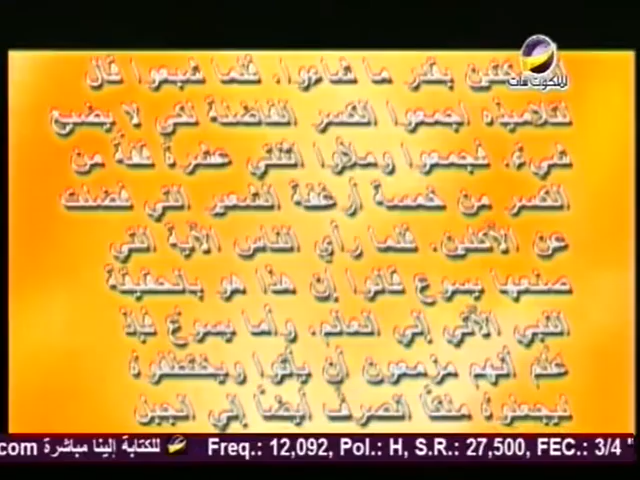 المتكئين بقدر ما شاءوا. فلما شبعوا قال
لتلاميذه اجمعوا الكسر الفاضلة لكي لا يضيع
شيء. فجمعوا وملأوا اثنتي عشرة قفة من
الكسر من خمسة أرغفة الشعير التي فضلت
عن الآكلين. فلما رأى الناس الآية التي
صنعها يسوع قالوا إن هذا هو بالحقيقة
النبي الآتي إلى العالم. وأما يسوع فإذ
علم أنهم مزمعون أن يأتوا ويختطفوه
ليجعلوه ملكاً انصرف أيضاً إلى الجبل
Freq.: 12,092, Pol.: H, S.R.: 27,500, FEC.: 3/4 " للكتابة إلينا مباشرة com